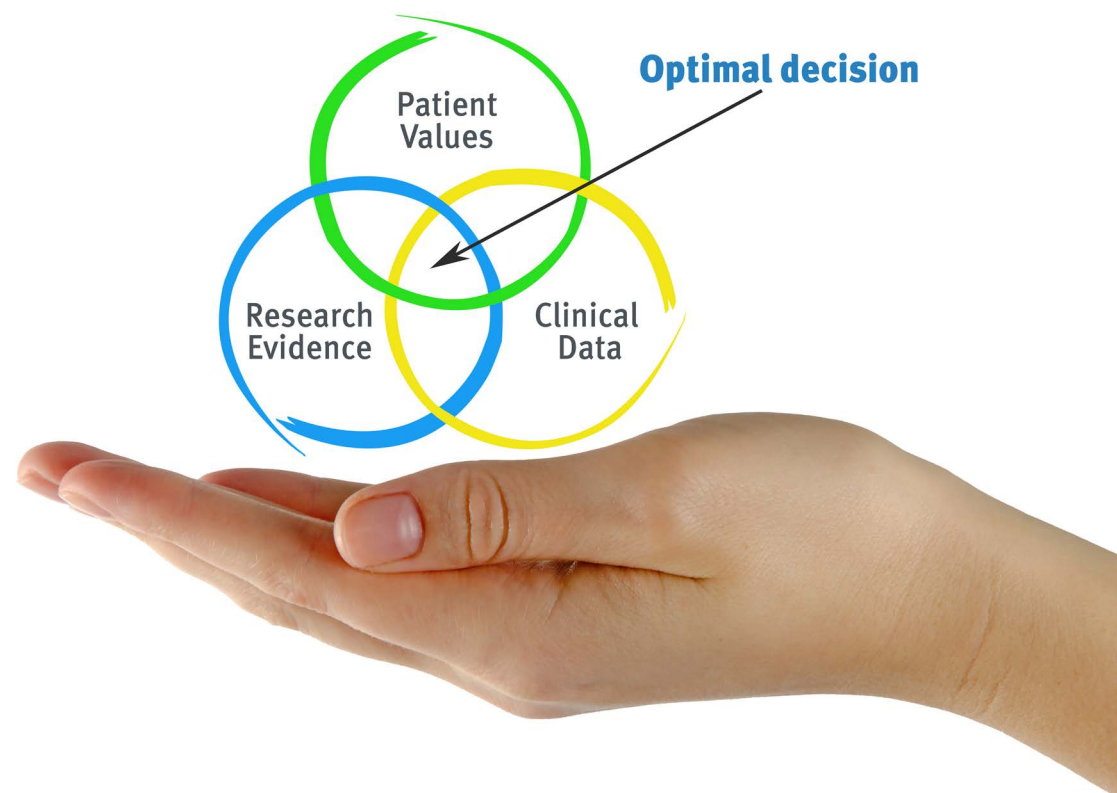 Optimal decision
Patient
Values
Research
Evidence
Clinical
Data